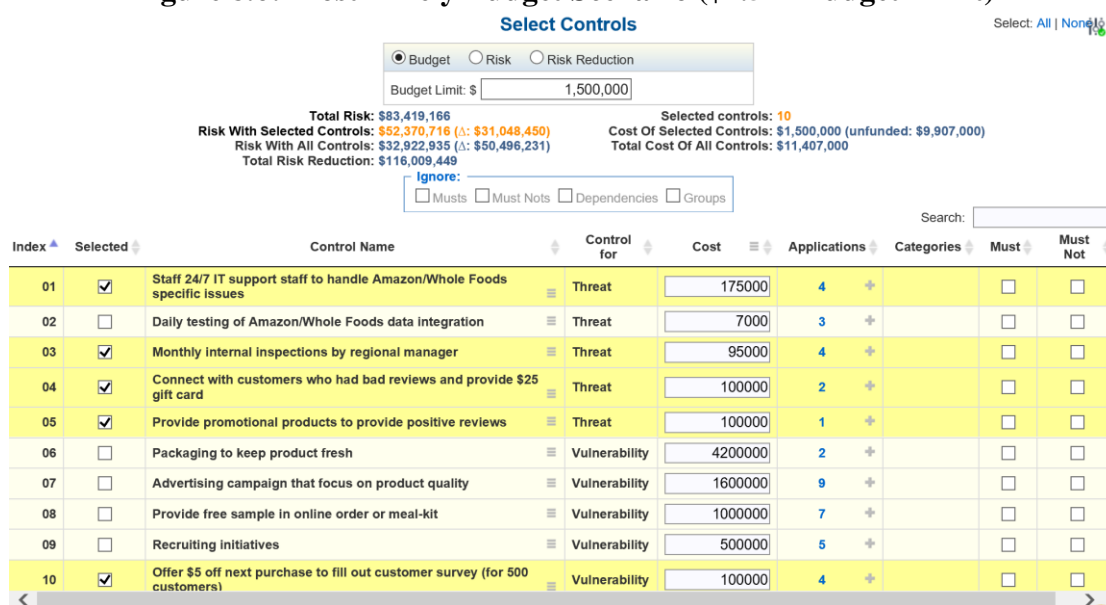 Select Controls
Select: All | None
Budget Risk Risk Reduction
Budget Limit: $ 1,500,000
Total Risk: $83,419,166 Selected controls: 10
Risk With Selected Controls: $52,370,716 (Δ: $31,048,450) Cost Of Selected Controls: $1,500,000 (unfunded: $9,907,000)
Risk With All Controls: $32,922,935 (Δ: $50,496,231) Total Cost Of All Controls: $11,407,000
Total Risk Reduction: $116,009,449
Ignore:
Musts Must Nots Dependencies Groups
Search:
Index Selected Control Name Control for Cost Applications Categories Must Must Not
01 Staff 24/7 IT support staff to handle Amazon/Whole Foods specific issues Threat 175000 4
02 Daily testing of Amazon/Whole Foods data integration Threat 7000 3
03 Monthly internal inspections by regional manager Threat 95000 4
04 Connect with customers who had bad reviews and provide $25 gift card Threat 100000 2
05 Provide promotional products to provide positive reviews Threat 100000 1
06 Packaging to keep product fresh Vulnerability 4200000 2
07 Advertising campaign that focus on product quality Vulnerability 1600000 9
08 Provide free sample in online order or meal-kit Vulnerability 1000000 7
09 Recruiting initiatives Vulnerability 500000 5
10 Offer $5 off next purchase to fill out customer survey (for 500 customers) Vulnerability 100000 4